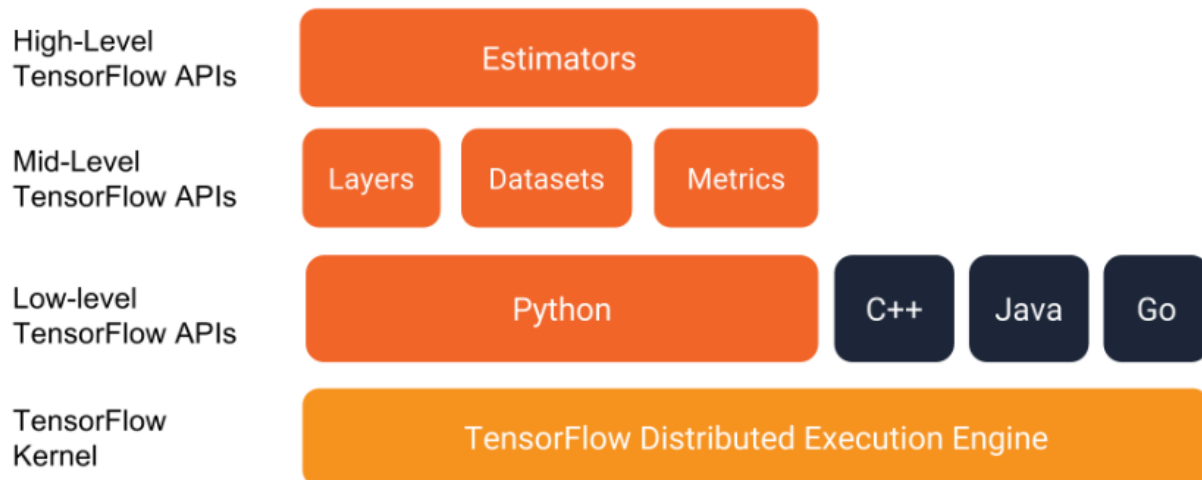 High-Level
TensorFlow APIs
Estimators
Mid-Level
TensorFlow APIs
Layers
Datasets
Metrics
Low-level
TensorFlow APIs
Python
C++
Java
Go
TensorFlow
Kernel
TensorFlow Distributed Execution Engine